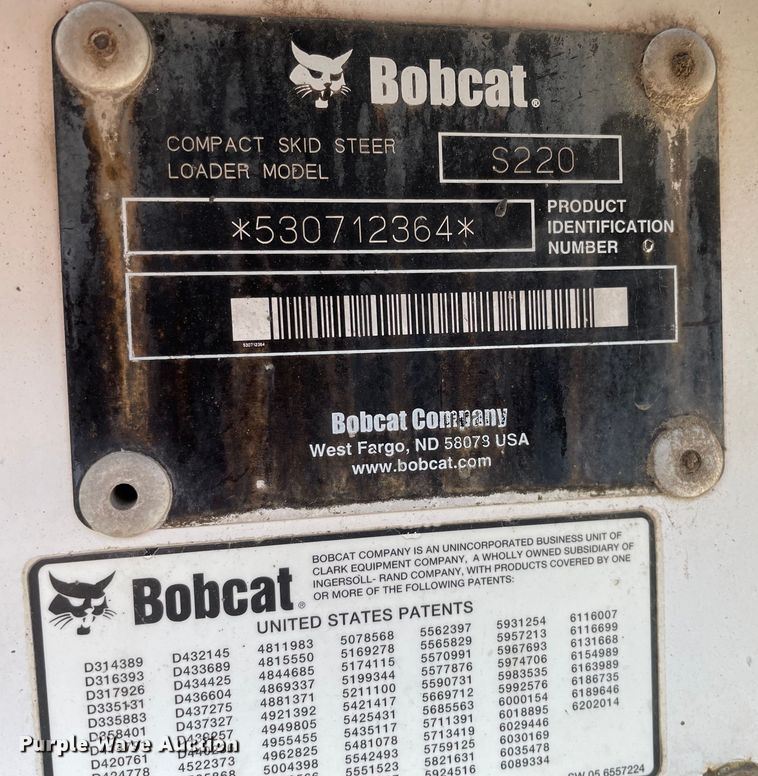 Bobcat®
COMPACT SKID STEER
LOADER MODEL
S220
*530712364*
PRODUCT
IDENTIFICATION
NUMBER
530712364
Bobcat Company
West Fargo, ND 58078 USA
www.bobcat.com
Bobcat®
BOBCAT COMPANY IS AN UNINCORPORATED BUSINESS UNIT OF
CLARK EQUIPMENT COMPANY, A WHOLLY OWNED SUBSIDIARY OF
INGERSOLL- RAND COMPANY, WITH PRODUCTS COVERED BY ONE
OR MORE OF THE FOLLOWING PATENTS:
UNITED STATES PATENTS
D314389 D432145 4811983 5078568 5562397 5931254 6116007
D316393 D433689 4815550 5169278 5565829 5957213 6116699
D317926 D434425 4844685 5174115 5570991 5967693 6131668
D335131 D436604 4869337 5199344 5577876 5974706 6154989
D335883 D437275 4881371 5211100 5590731 5983535 6163989
D358401 D437327 4921392 5421417 5669712 5992576 6186735
4949805 5425431 5685563 6000154 6189646
D420761 4955455 5435117 5711391 6018895 6202014
D424778 4522373 4962825 5481078 5713419 6029446
5004398 5542493 5759125 6030169
5551523 5821631 6035478
5924516 6089334
CW 05 6557224
Purple Wave Auction